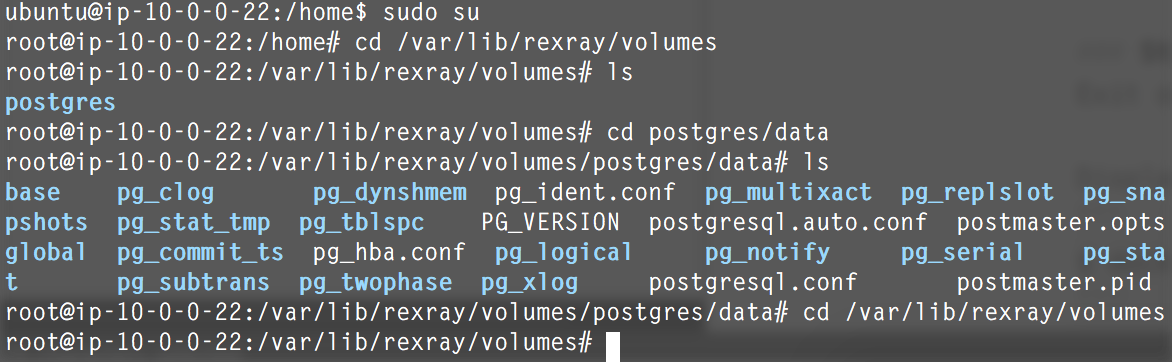 ubuntu@ip-10-0-0-22:/home$ sudo su
root@ip-10-0-0-22:/home# cd /var/lib/rexray/volumes
root@ip-10-0-0-22:/var/lib/rexray/volumes# ls
postgres
root@ip-10-0-0-22:/var/lib/rexray/volumes# cd postgres/data
root@ip-10-0-0-22:/var/lib/rexray/volumes/postgres/data# ls
base pg_clog pg_dynshmem pg_ident.conf pg_multixact pg_replslot pg_sna
pshots pg_stat_tmp pg_tblspc PG_VERSION postgresql.auto.conf postmaster.opts
global pg_commit_ts pg_hba.conf pg_logical pg_notify pg_serial pg_sta
t pg_subtrans pg_twophase pg_xlog postgresql.conf postmaster.pid
root@ip-10-0-0-22:/var/lib/rexray/volumes/postgres/data# cd /var/lib/rexray/volumes
root@ip-10-0-0-22:/var/lib/rexray/volumes#